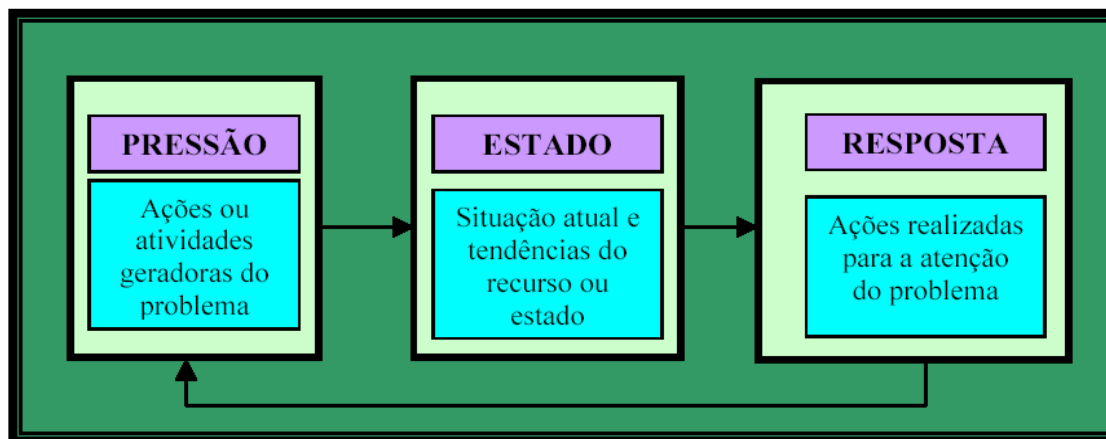 PRESSÃO
Ações ou
atividades
geradoras do
problema
ESTADO
Situação atual e
tendências do
recurso ou
estado
RESPOSTA
Ações realizadas
para a atenção
do problema